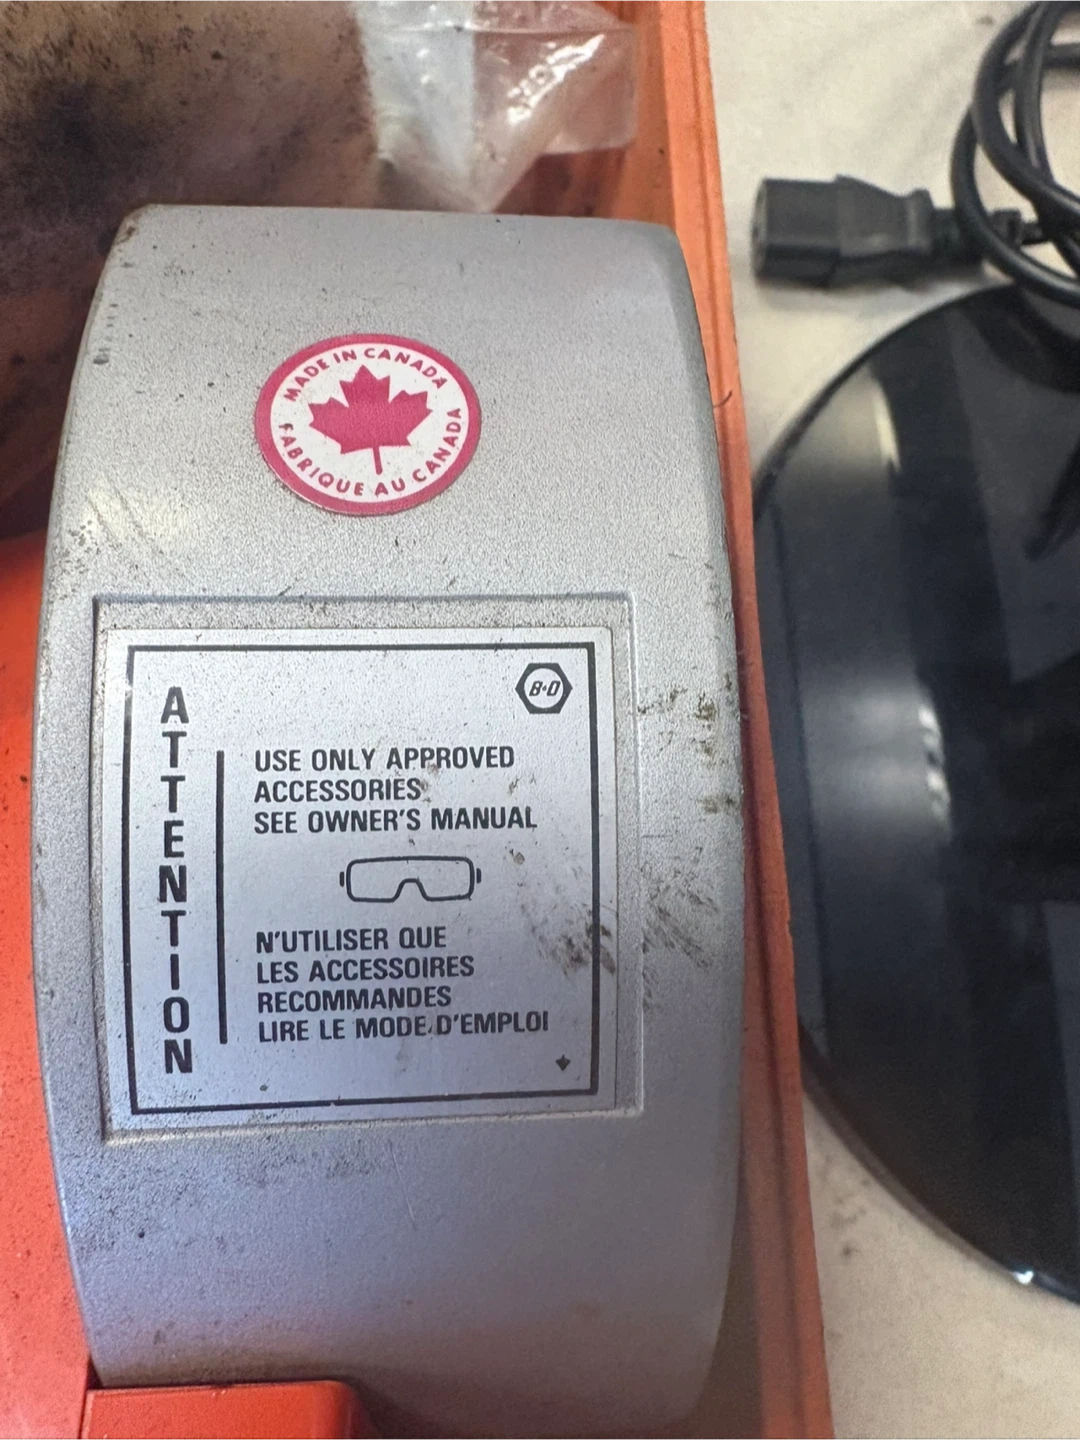 MADE IN CANADA
FABRIQUE AU CANADA
B+D
ATTENTION
USE ONLY APPROVED
ACCESSORIES
SEE OWNER'S MANUAL
N'UTILISER QUE
LES ACCESSOIRES
RECOMMANDES
LIRE LE MODE D'EMPLOI